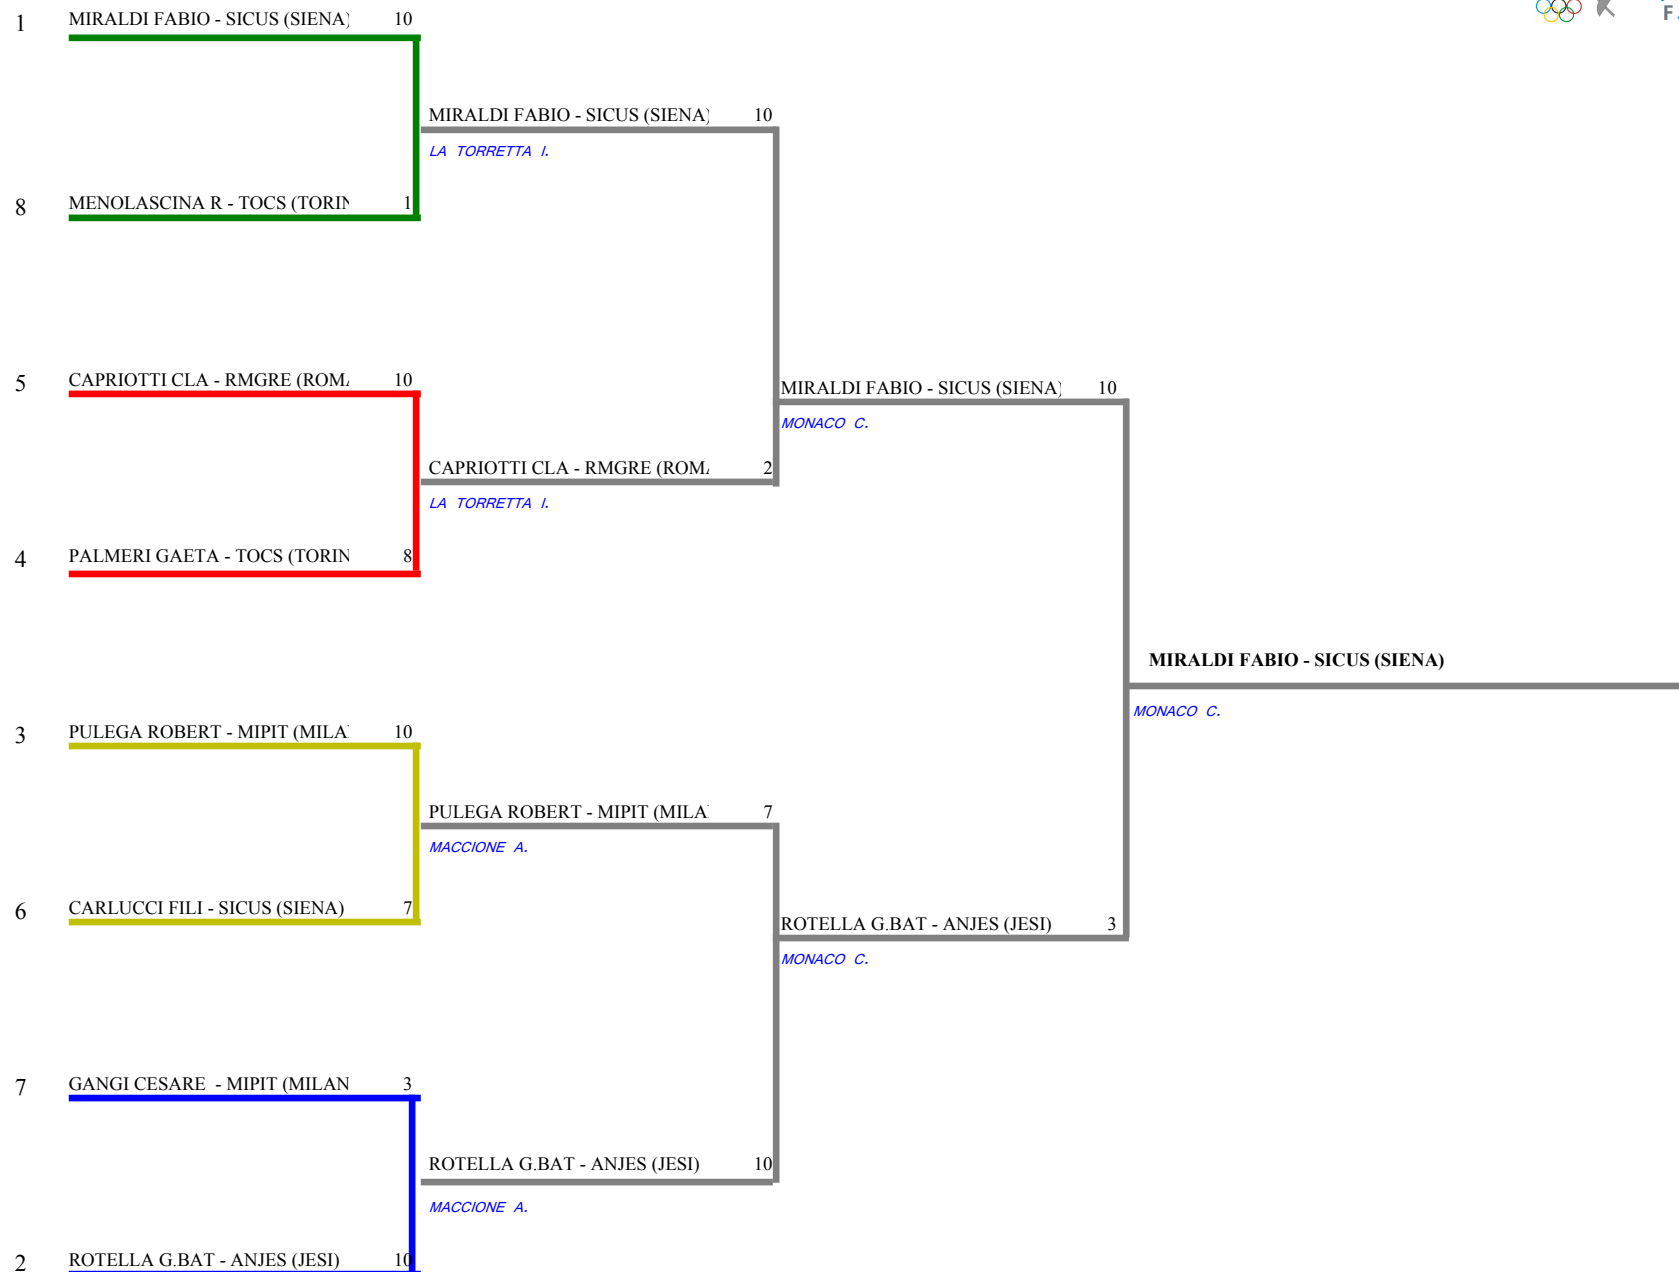 1 MIRALDI FABIO - SICUS (SIENA) 10
MIRALDI FABIO - SICUS (SIENA) 10
LA TORRETTA I.
8 MENOLASCINA R - TOCS (TORIN 1
5 CAPRIOTTI CLA - RMGRE (ROMA 10
MIRALDI FABIO - SICUS (SIENA) 10
MONACO C.
CAPRIOTTI CLA - RMGRE (ROMA 2
LA TORRETTA I.
4 PALMERI GAETA - TOCS (TORIN 8
MIRALDI FABIO - SICUS (SIENA)
MONACO C.
3 PULEGA ROBERT - MIPIT (MILA 10
PULEGA ROBERT - MIPIT (MILA 7
MACCIONE A.
6 CARLUCCI FILI - SICUS (SIENA) 7
ROTELLA G.BAT - ANJES (JESI) 3
MONACO C.
7 GANGI CESARE - MIPIT (MILAN 3
ROTELLA G.BAT - ANJES (JESI) 10
MACCIONE A.
2 ROTELLA G.BAT - ANJES (JESI) 10